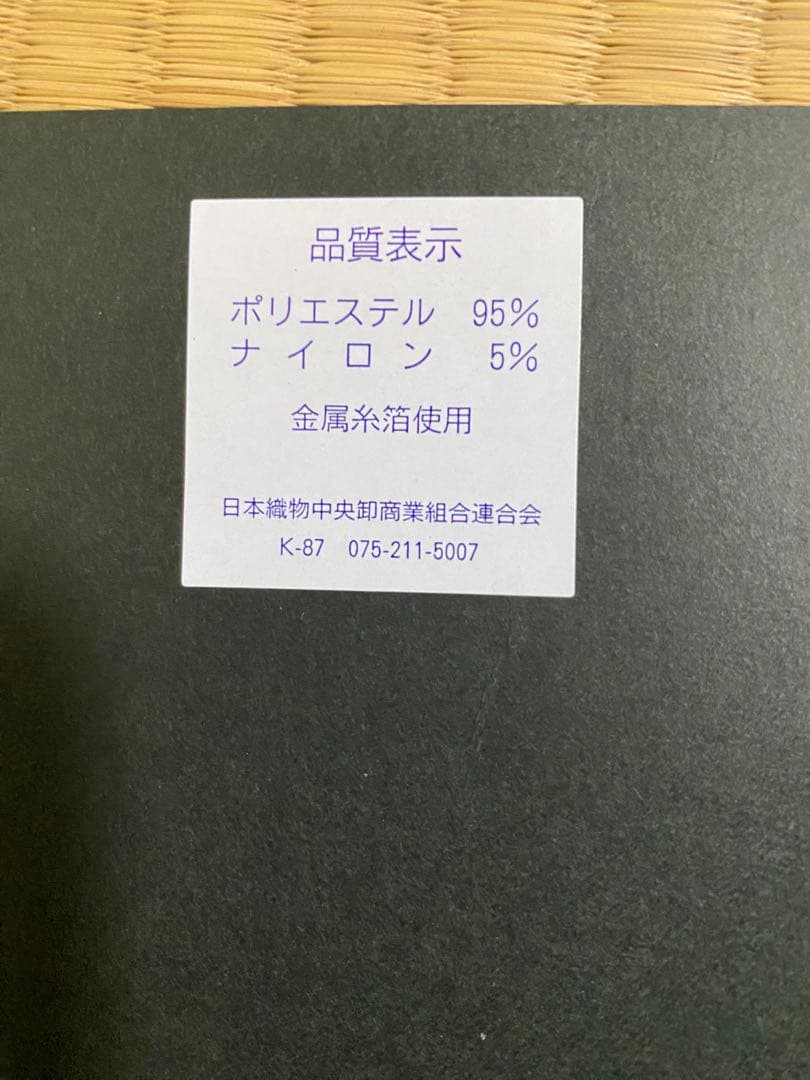 品質表示
ポリエステル 95%
ナイロン 5%
金属糸箔使用
日本織物中央卸商業組合連合会
K-87 075-211-5007